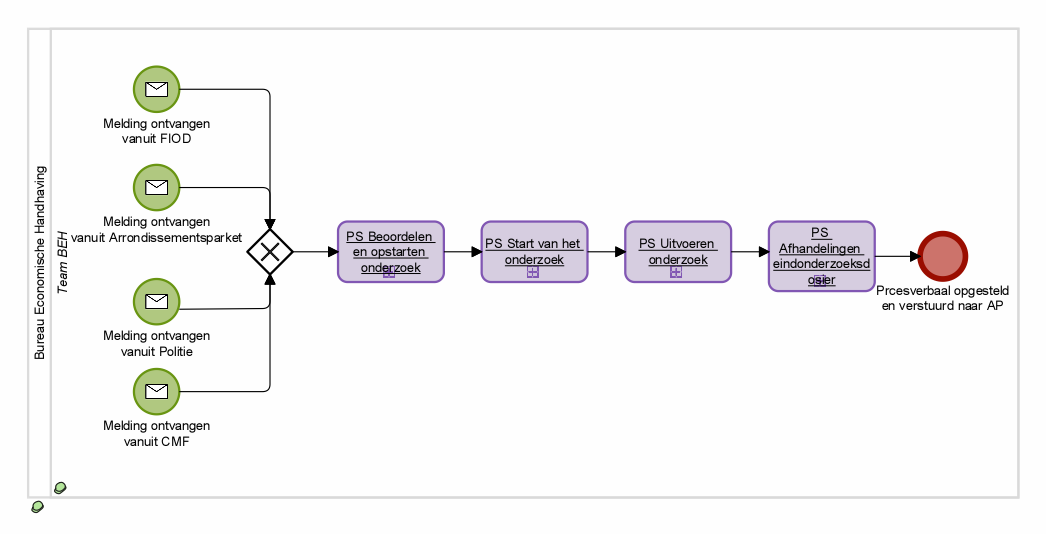 Bureau Economische Handhaving
Team BEH
Melding ontvangen
vanuit FIOD
Melding ontvangen
vanuit Arrondissementsparket
Melding ontvangen
vanuit Politie
Melding ontvangen
vanuit CMF
PS Beoordelen
en opstarten
onderzoek
PS Start van het
onderzoek
PS Uitvoeren
onderzoek
PS
Afhandelingen
eindonderzoeksd
osier
Prcesverbaal opgesteld
en verstuurd naar AP